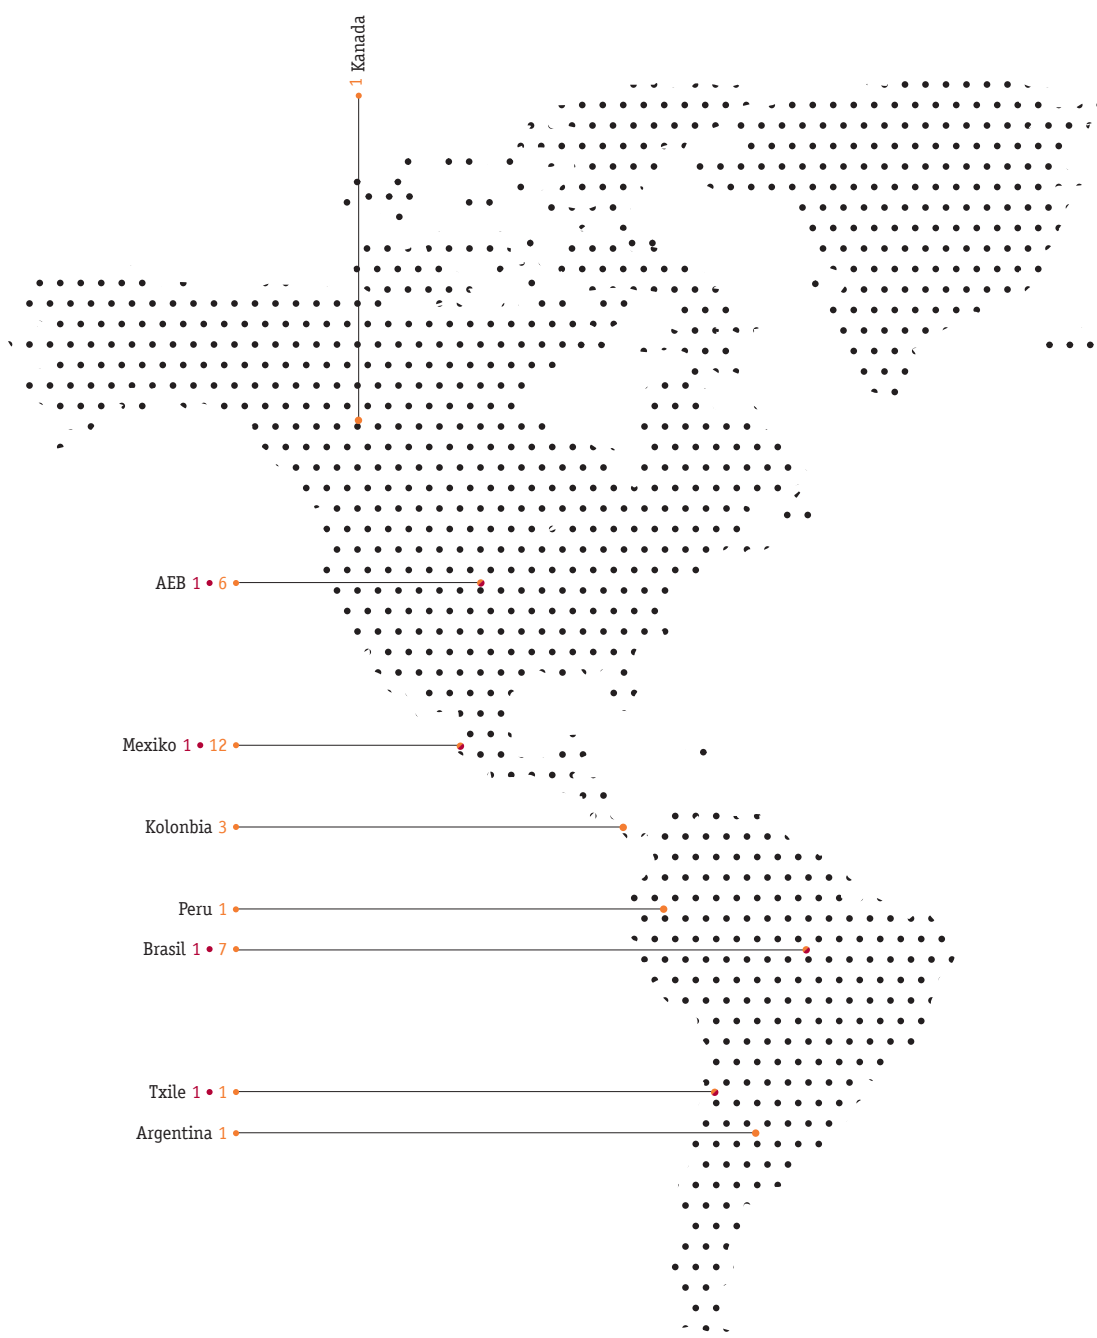 1 Kanada
AEB 1 • 6
Mexiko 1 • 12
Kolonbia 3
Peru 1
Brasil 1 • 7
Txile 1 • 1
Argentina 1